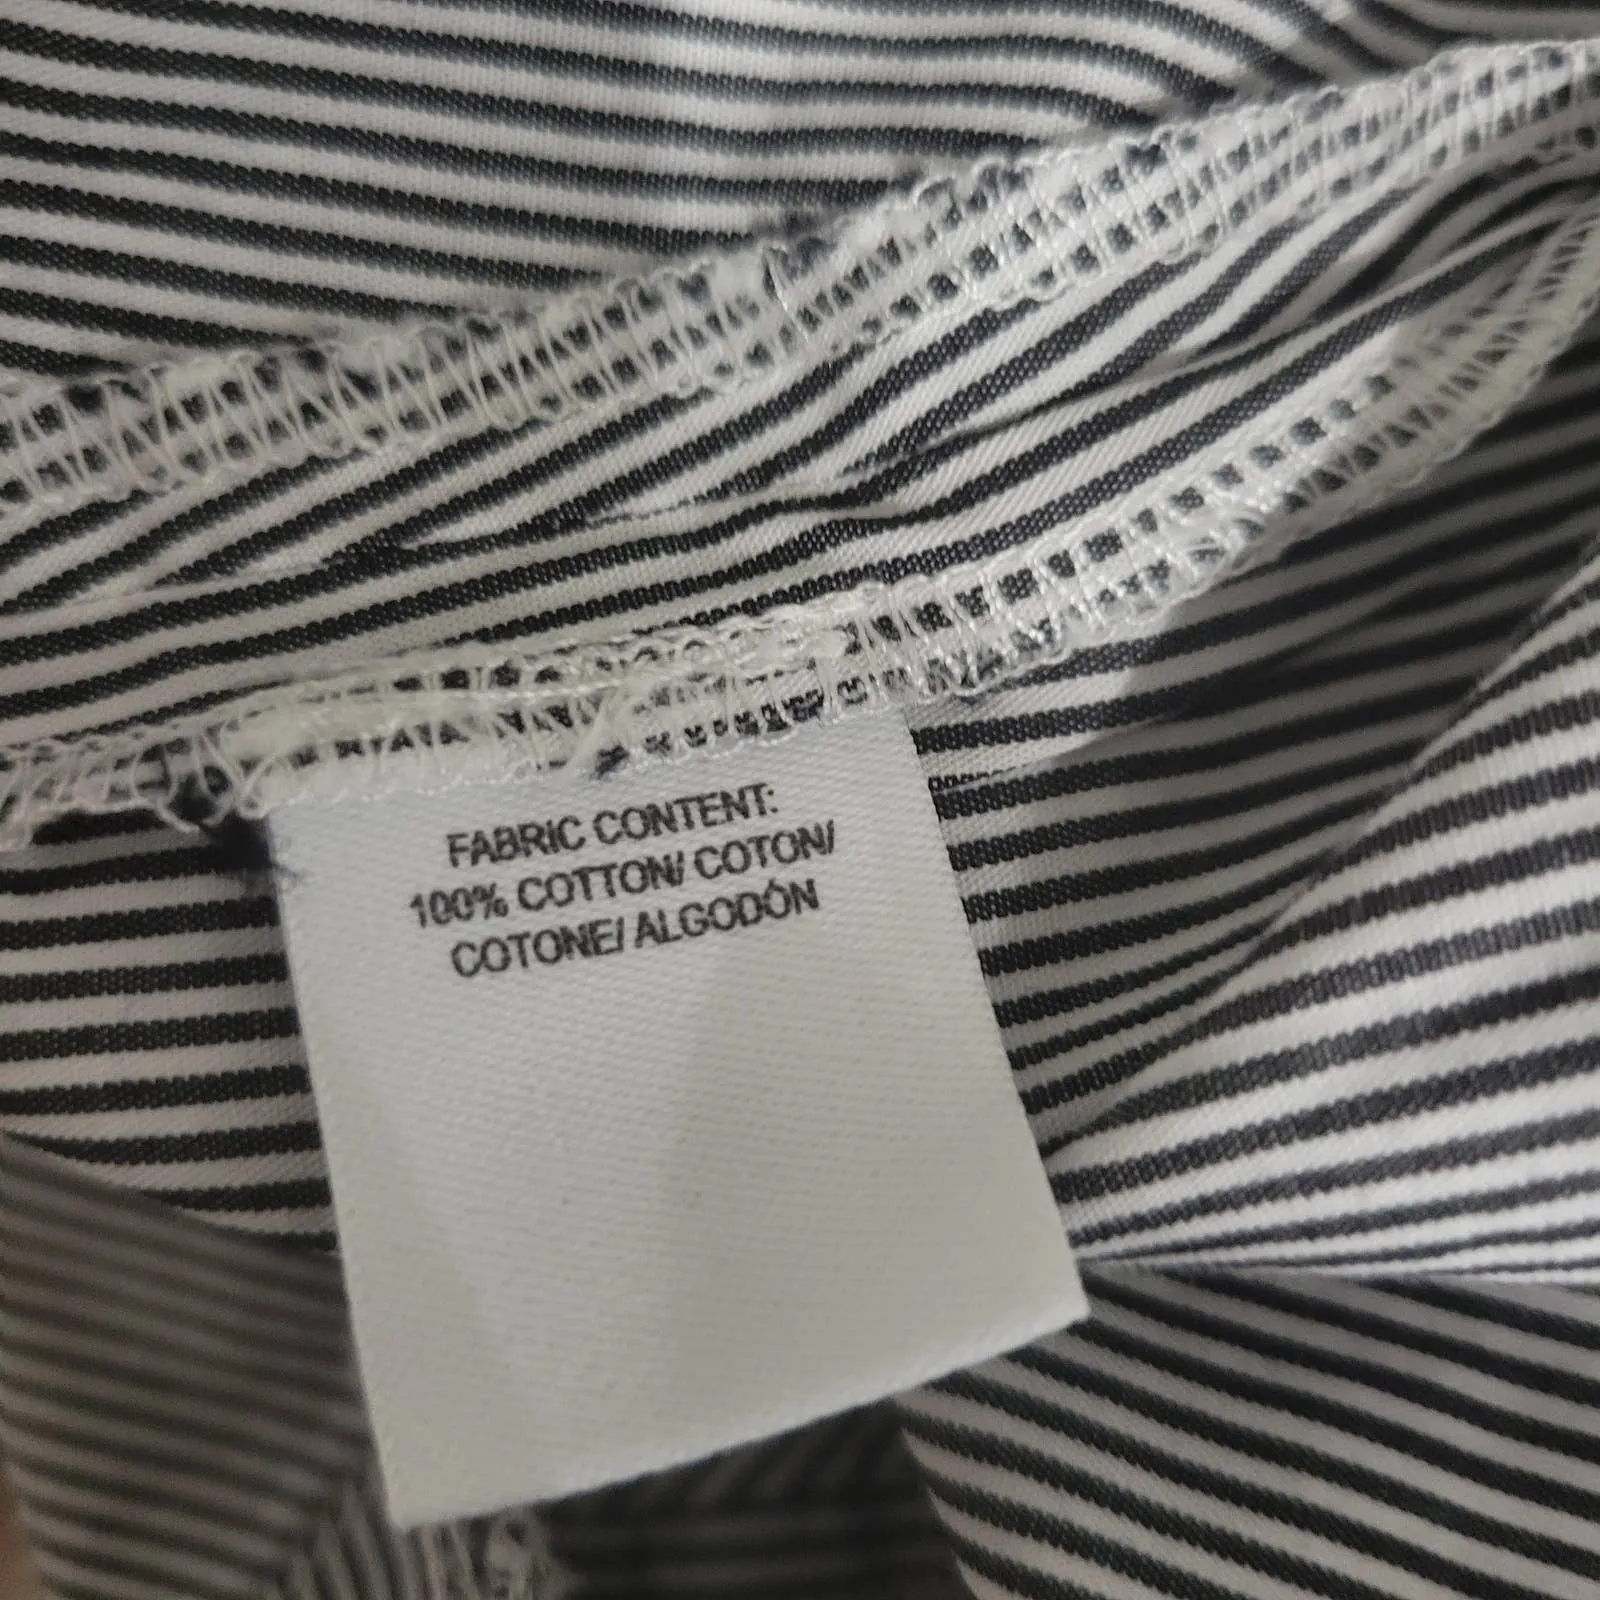 FABRIC CONTENT:
100% COTTON/ COTON/
COTONE/ ALGODÓN